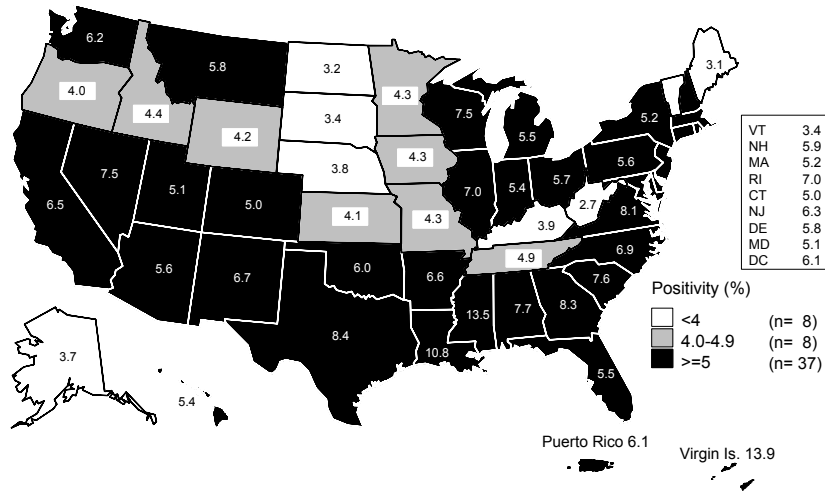 6.2
5.8
3.2
4.3
3.1
4.0
4.4
4.2
3.4
7.5
5.5
5.2
7.5
5.1
3.8
4.3
5.6
6.5
5.0
4.1
4.3
7.0
5.4
5.7
2.7
8.1
3.9
5.6
6.7
6.0
6.6
4.9
6.9
7.6
8.4
13.5
7.7
8.3
10.8
5.5
3.7
5.4
VT 3.4
NH 5.9
MA 5.2
RI 7.0
CT 5.0
NJ 6.3
DE 5.8
MD 5.1
DC 6.1
Positivity (%)
<4 (n= 8)
4.0-4.9 (n= 8)
>=5 (n= 37)
Puerto Rico 6.1
Virgin Is. 13.9